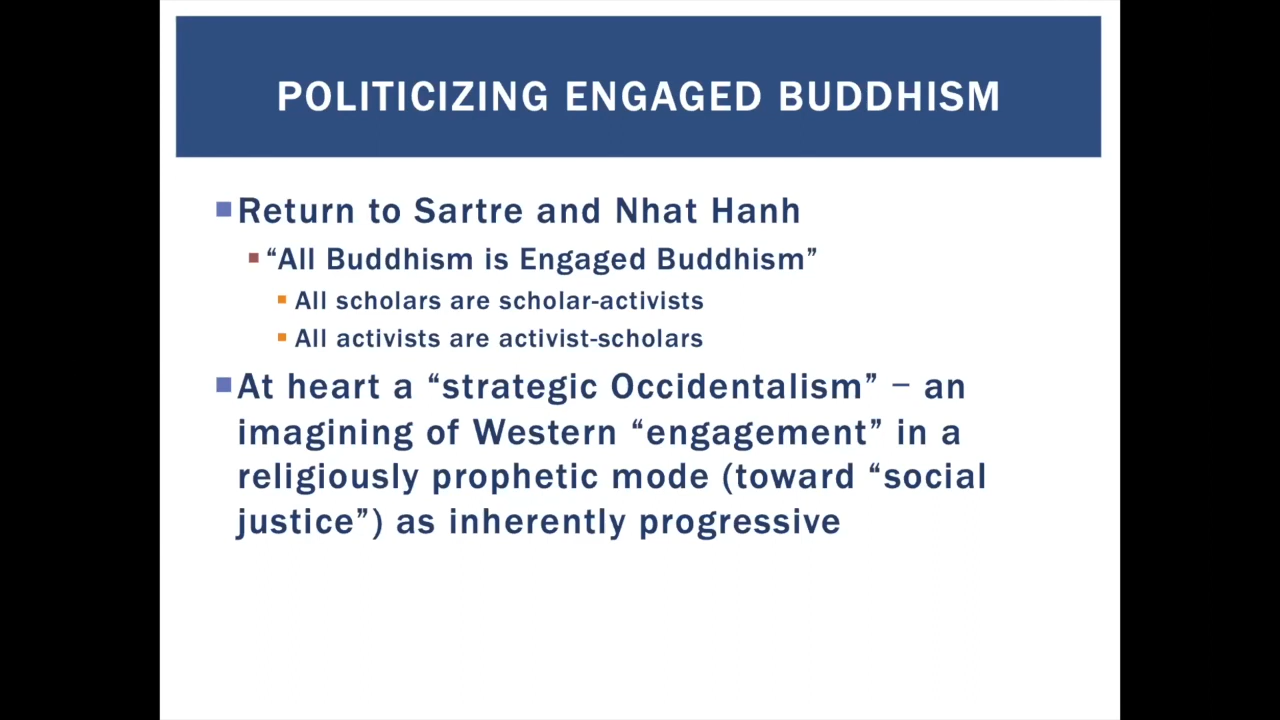 POLITICIZING ENGAGED BUDDHISM
Return to Sartre and Nhat Hanh
“All Buddhism is Engaged Buddhism”
All scholars are scholar-activists
All activists are activist-scholars
At heart a “strategic Occidentalism” – an
imagining of Western “engagement” in a
religiously prophetic mode (toward “social
justice”) as inherently progressive